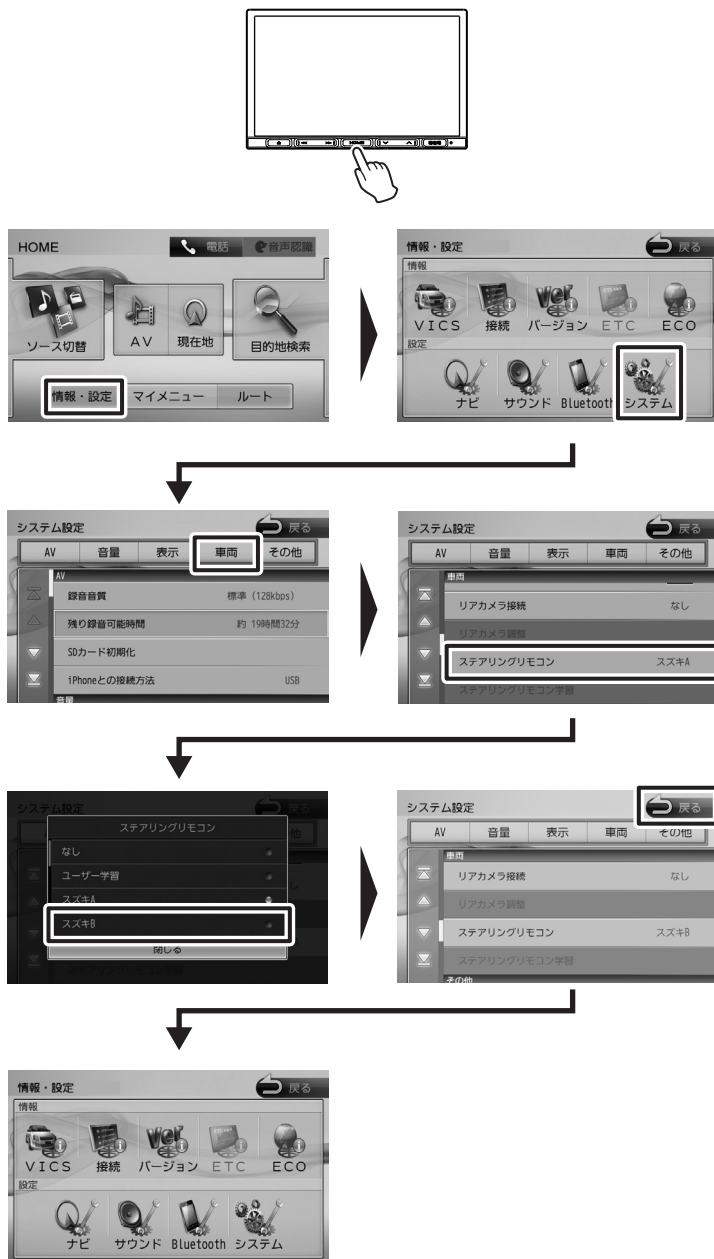 HOME
HOME 電話 音声認識
ソース切替 AV 現在地 目的地検索
情報・設定 マイメニュー ルート
情報・設定 戻る
情報
VICS 接続 バージョン ETC ECO
設定
ナビ サウンド Bluetooth システム
システム設定 戻る
AV 音量 表示 車両 その他
AV
録音音質 標準 (128kbps)
残り録音可能時間 約 19時間32分
SDカード初期化
iPhoneとの接続方法 USB
音量
システム設定 戻る
AV 音量 表示 車両 その他
車両
リアカメラ接続 なし
リアカメラ調整
ステアリングリモコン スズキA
ステアリングリモコン学習
システム設定 戻る
ステアリングリモコン
なし
ユーザー学習
スズキA
スズキB
閉じる
システム設定 戻る
AV 音量 表示 車両 その他
車両
リアカメラ接続 なし
リアカメラ調整
ステアリングリモコン スズキB
ステアリングリモコン学習
その他
情報・設定 戻る
情報
VICS 接続 バージョン ETC ECO
設定
ナビ サウンド Bluetooth システム